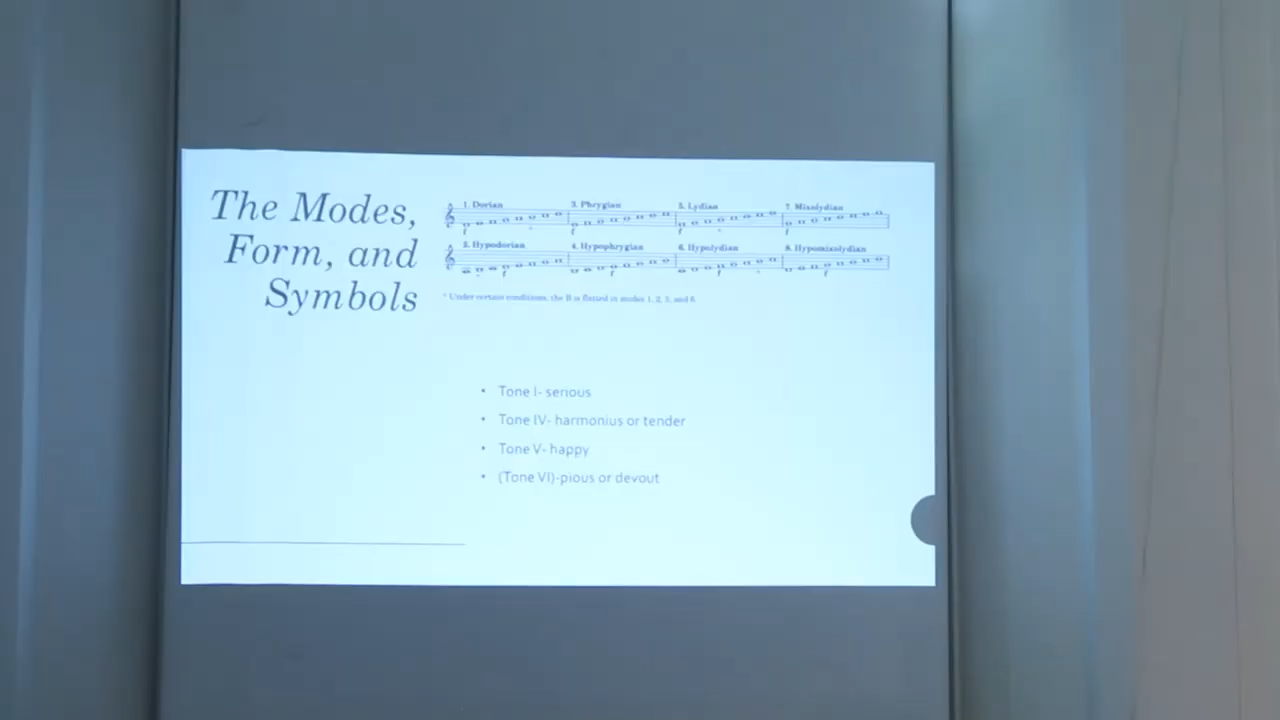 The Modes,
Form, and
Symbols
1. Dorian 3. Phrygian 5. Lydian 7. Mixolydian
2. Hypodorian 4. Hypophrygian 6. Hypolydian 8. Hypomixolydian
* Under certain conditions, the B is flatted in modes 1, 2, 5, and 6.
• Tone I- serious
• Tone IV- harmonius or tender
• Tone V- happy
• (Tone VI)-pious or devout